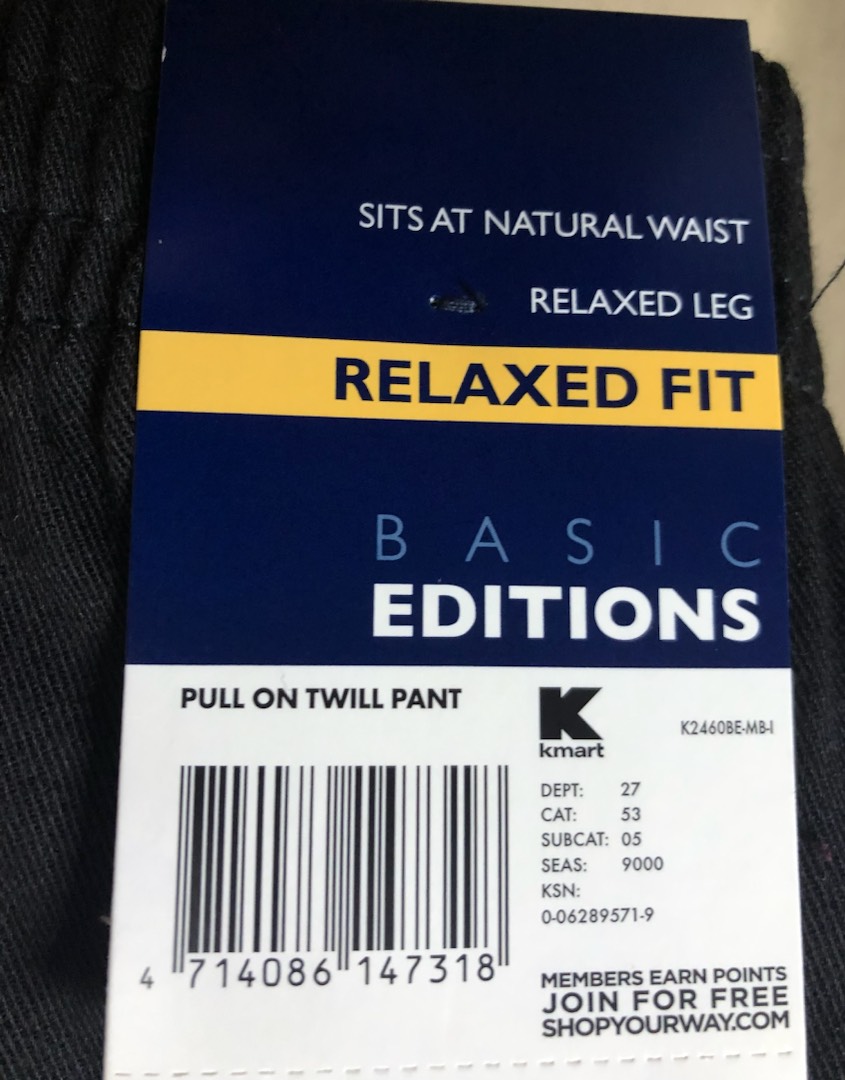 SITS AT NATURAL WAIST
RELAXED LEG
RELAXED FIT
BASIC
EDITIONS
PULL ON TWILL PANT
K
kmart
K2460BE-MB-I
DEPT: 27
CAT: 53
SUBCAT: 05
SEAS: 9000
KSN:
0-06289571-9
4 714086 147318
MEMBERS EARN POINTS
JOIN FOR FREE
SHOPYOURWAY.COM